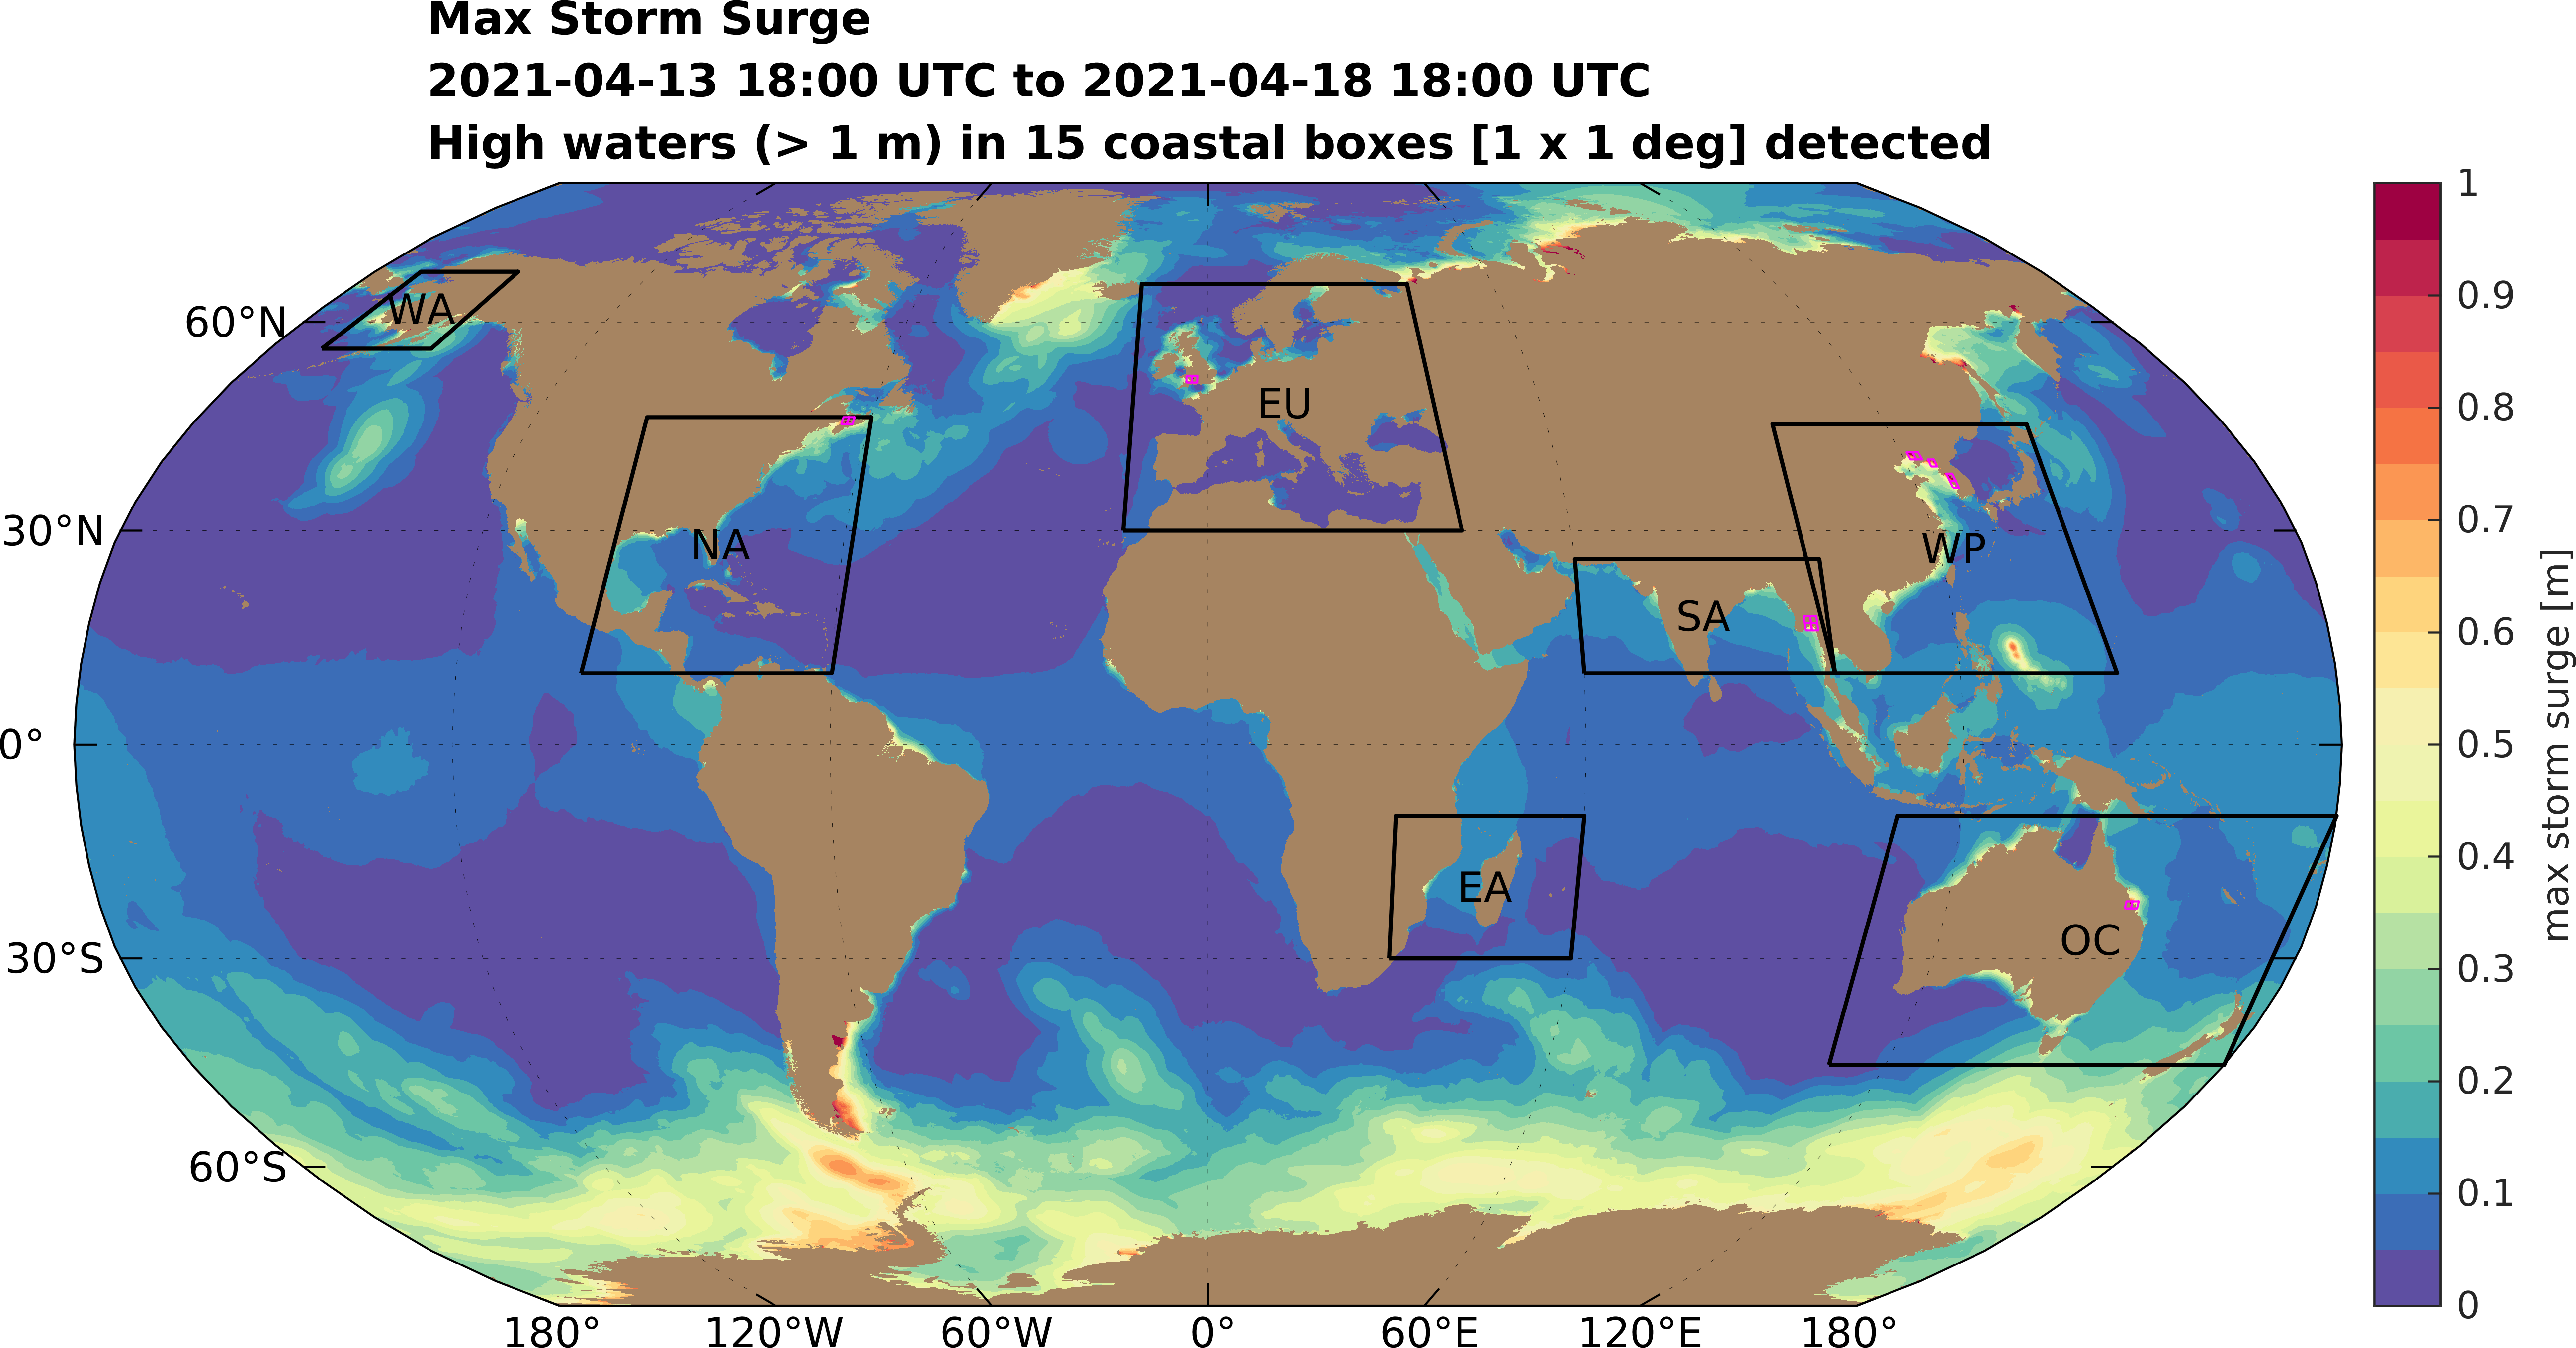 Max Storm Surge
2021-04-13 18:00 UTC to 2021-04-18 18:00 UTC
High waters (> 1 m) in 15 coastal boxes [1 x 1 deg] detected
60°N
30°N
0°
30°S
60°S
WA
NA
EU
SA
WP
EA
OC
180°
120°W
60°W
0°
60°E
120°E
180°
1
0.9
0.8
0.7
0.6
0.5
0.4
0.3
0.2
0.1
0
max storm surge [m]